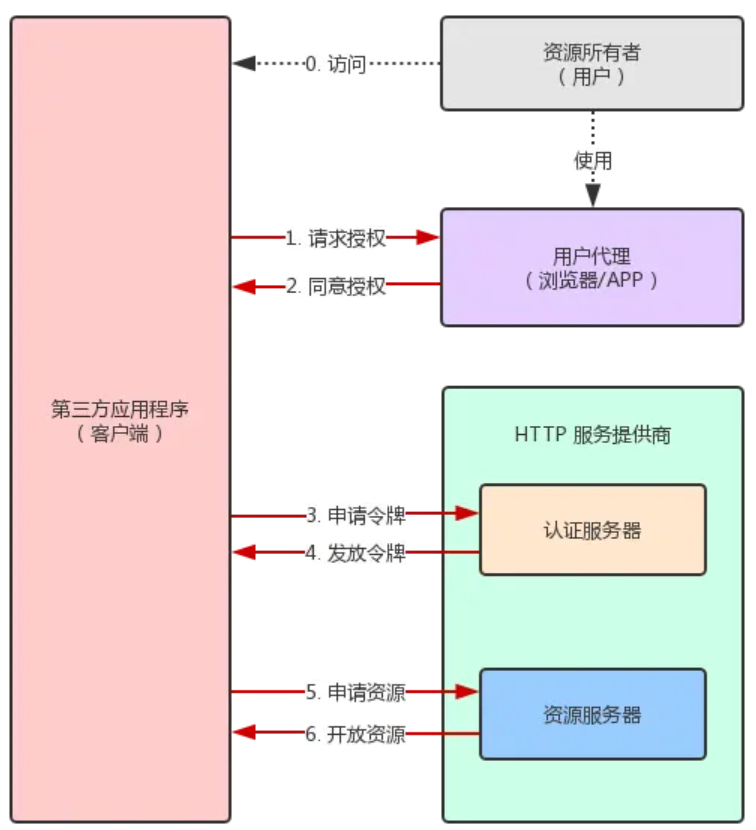 0. 访问
资源所有者
（ 用户 ）
使用
1. 请求授权
2. 同意授权
用户代理
（ 浏览器/APP ）
第三方应用程序
（ 客户端 ）
HTTP 服务提供商
3. 申请令牌
4. 发放令牌
认证服务器
5. 申请资源
6. 开放资源
资源服务器